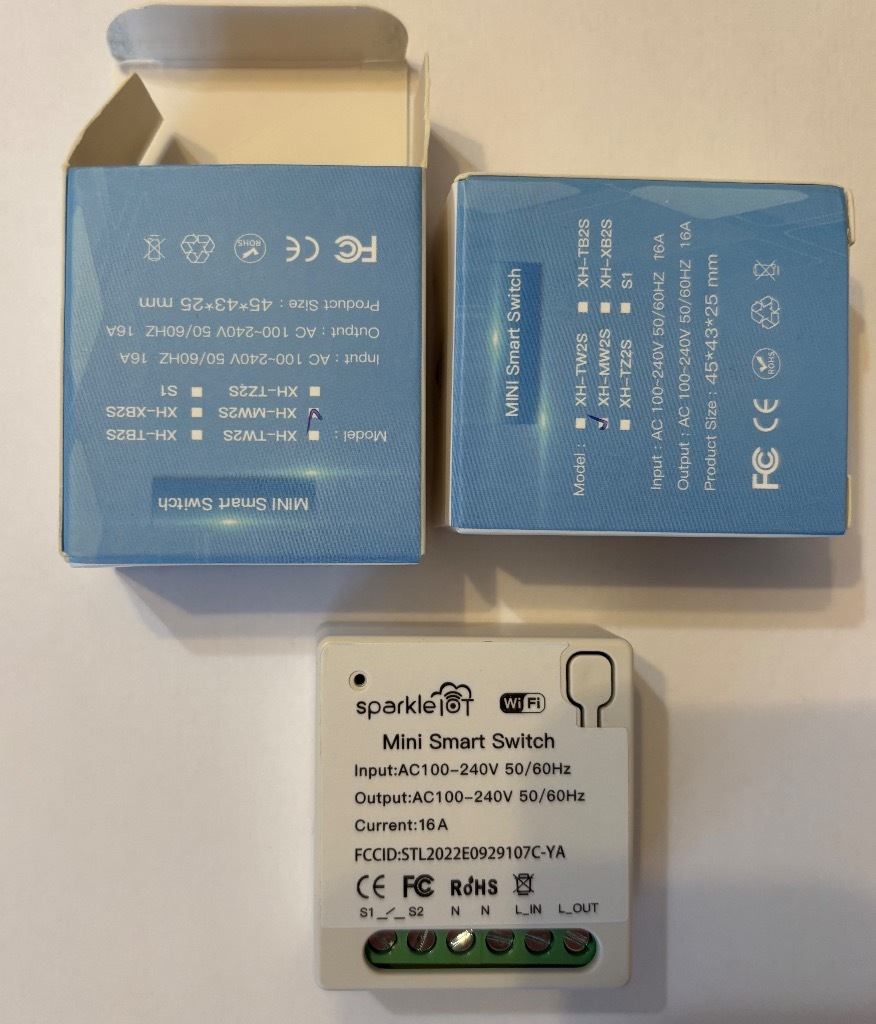 MINI Smart Switch
Model : XH-TW2S XH-TB2S
XH-MW2S XH-XB2S
XH-TZ2S S1
Input : AC 100~240V 50/60HZ 16A
Output : AC 100~240V 50/60HZ 16A
Product Size : 45*43*25 mm
FC CE ROHS
MINI Smart Switch
Model : XH-TW2S XH-TB2S
XH-MW2S XH-XB2S
XH-TZ2S S1
Input : AC 100~240V 50/60HZ 16A
Output : AC 100~240V 50/60HZ 16A
Product Size : 45*43*25 mm
FC CE ROHS
sparkleIOT WiFi
Mini Smart Switch
Input:AC100-240V 50/60Hz
Output:AC100-240V 50/60Hz
Current:16A
FCCID:STL2022E0929107C-YA
CE FC RoHS
S1 S2 N N L_IN L_OUT